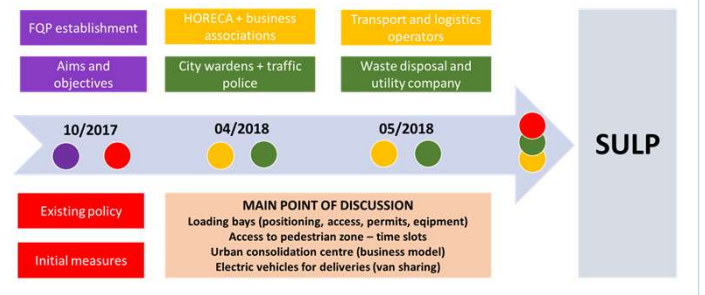 FQP establishment
HORECA + business
associations
Transport and logistics
operators
Aims and
objectives
City wardens + traffic
police
Waste disposal and
utility company
10/2017
04/2018
05/2018
SULP
Existing policy
Initial measures
MAIN POINT OF DISCUSSION
Loading bays (positioning, access, permits, eqipment)
Access to pedestrian zone – time slots
Urban consolidation centre (business model)
Electric vehicles for deliveries (van sharing)